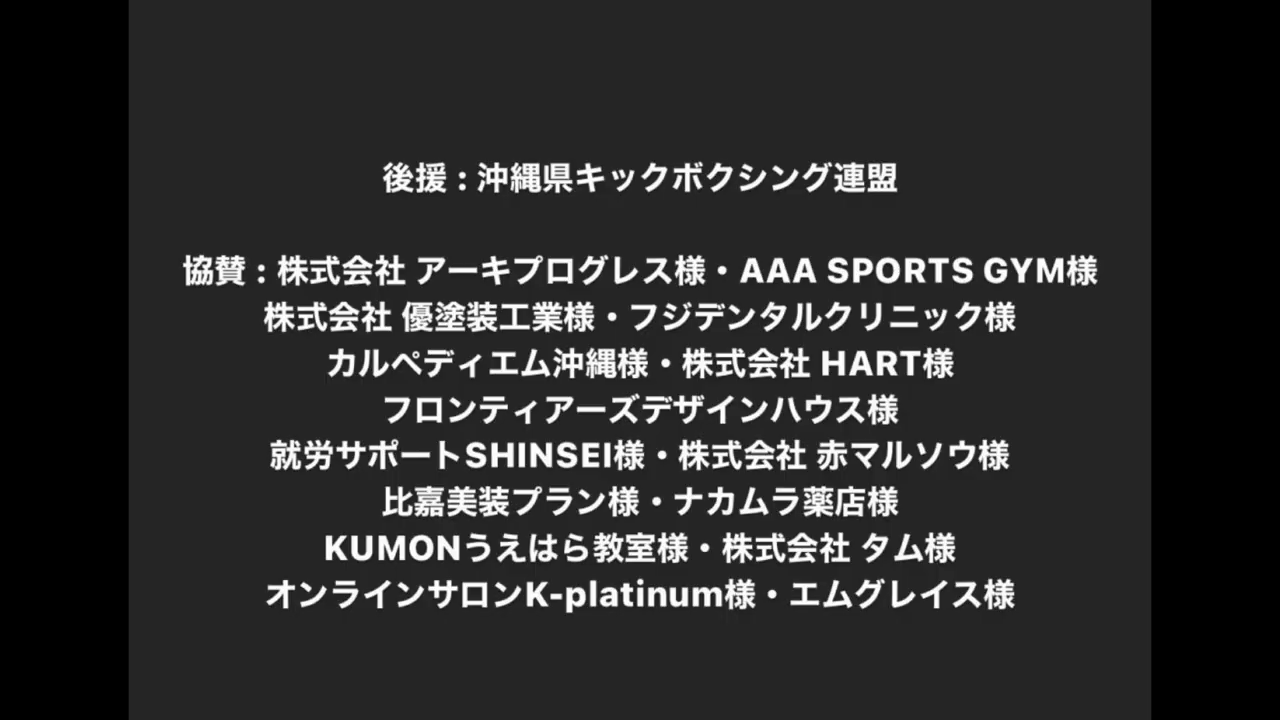 後援：沖縄県キックボクシング連盟
協賛：株式会社 アーキプログレス様・AAA SPORTS GYM様
株式会社 優塗装工業様・フジデンタルクリニック様
カルペディエム沖縄様・株式会社 HART様
フロンティアーズデザインハウス様
就労サポートSHINSEI様・株式会社 赤マルソウ様
比嘉美装プラン様・ナカムラ薬店様
KUMONうえはら教室様・株式会社 タム様
オンラインサロンK-platinum様・エムグレイス様